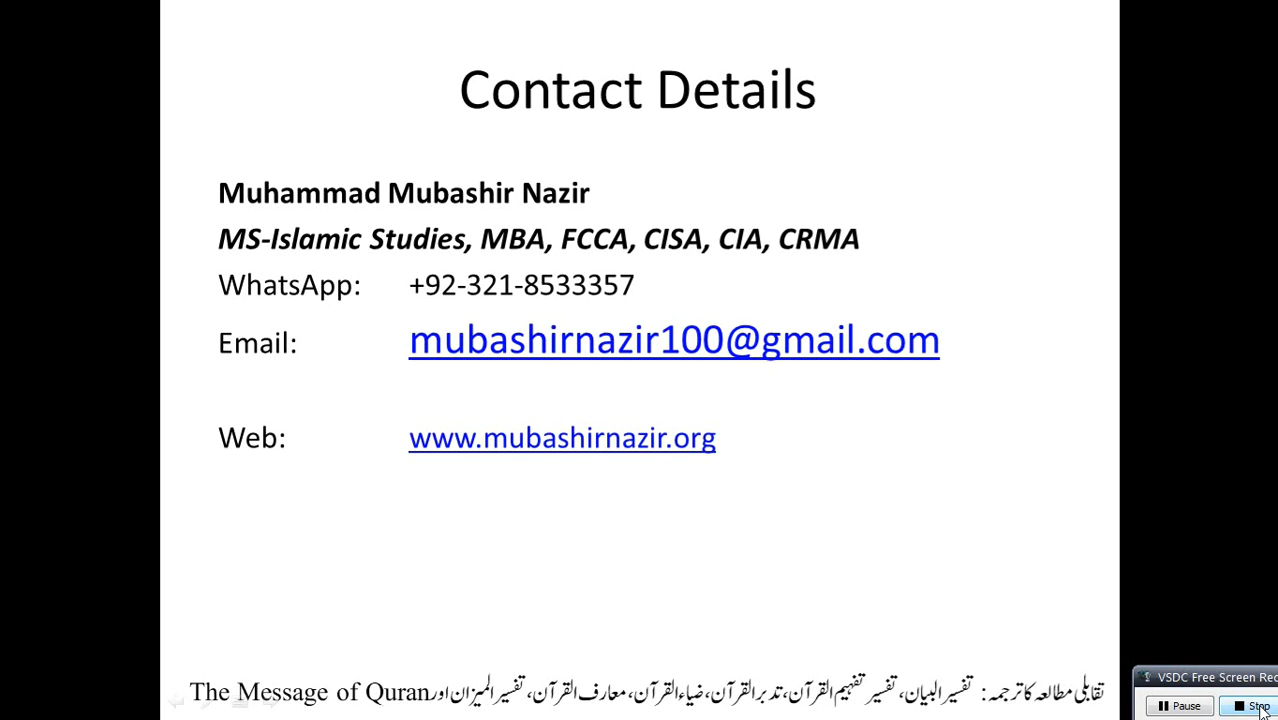 Contact Details
Muhammad Mubashir Nazir
MS-Islamic Studies, MBA, FCCA, CISA, CIA, CRMA
WhatsApp: +92-321-8533357
Email: mubashirnazir100@gmail.com
Web: www.mubashirnazir.org
تقابلی مطالعہ کا ترجمہ: تفسیر البیان، تفسیر تفہیم القرآن، تدبر القرآن، ضیاء القرآن، معارف القرآن، تفسیر المیزان اور The Message of Quran
VSDC Free Screen Rec
Pause Stop